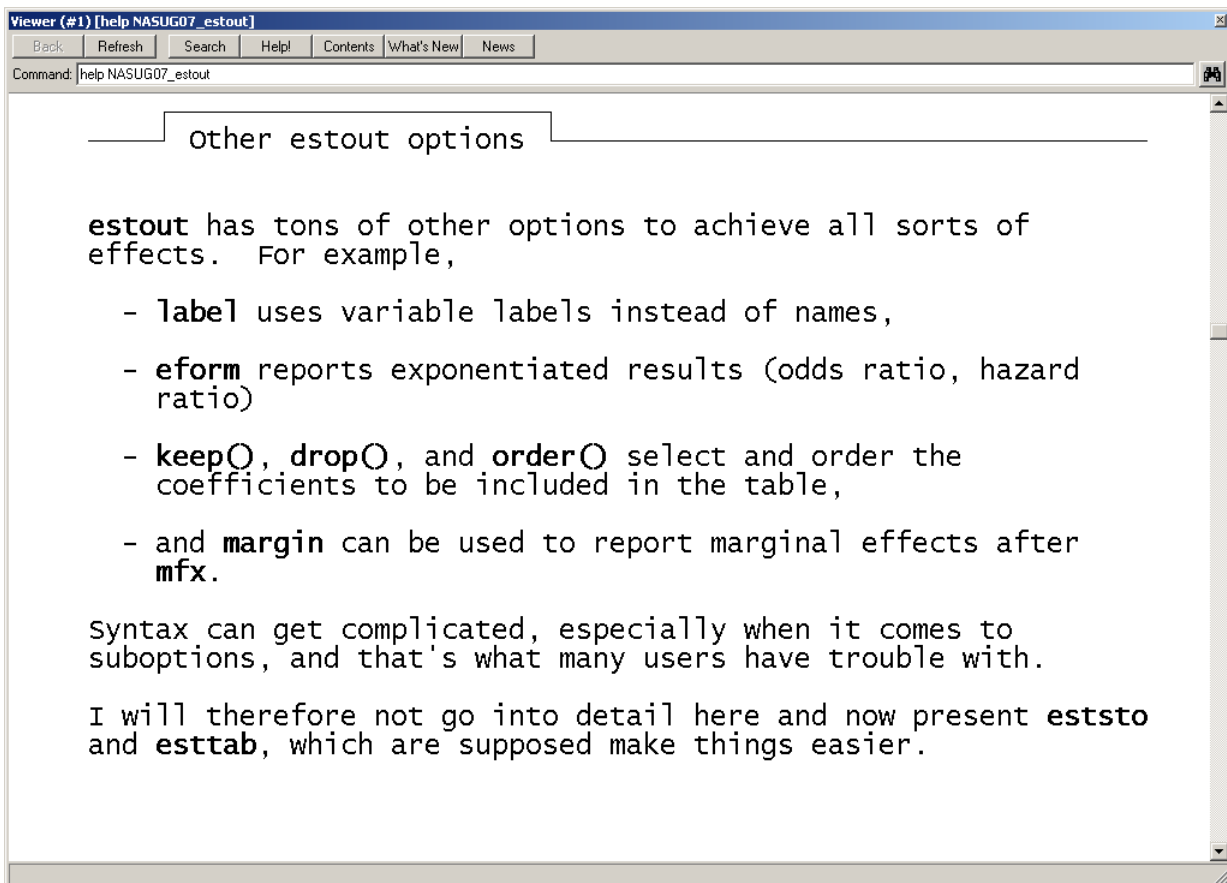 Viewer (#1) [help NASUG07_estout]
Back Refresh Search Help! Contents What's New News
Command: help NASUG07_estout
Other estout options
estout has tons of other options to achieve all sorts of
effects. For example,
- label uses variable labels instead of names,
- eform reports exponentiated results (odds ratio, hazard
ratio)
- keep(), drop(), and order() select and order the
coefficients to be included in the table,
- and margin can be used to report marginal effects after
mfx.
Syntax can get complicated, especially when it comes to
suboptions, and that's what many users have trouble with.
I will therefore not go into detail here and now present eststo
and esttab, which are supposed make things easier.